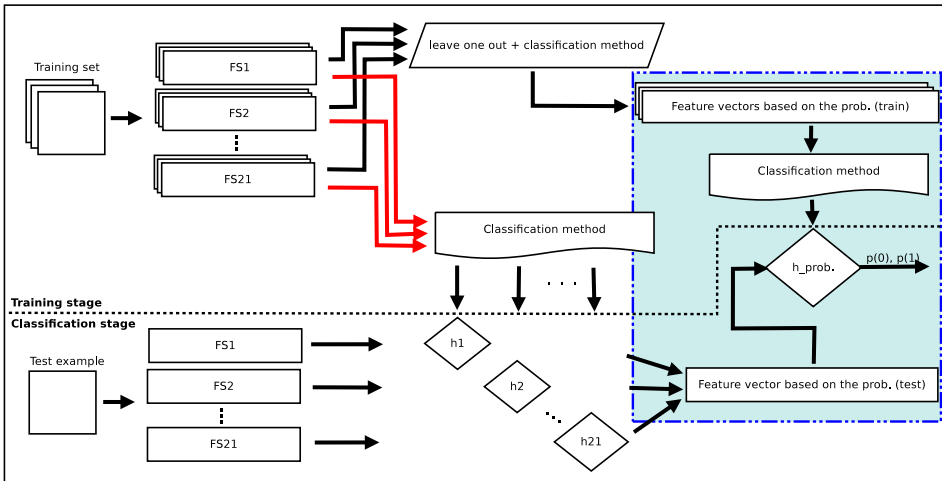 Training set
FS1
FS2
FS21
leave one out + classification method
Feature vectors based on the prob. (train)
Classification method
Classification method
h_prob.
p(0), p(1)
Training stage
Classification stage
Test example
FS1
FS2
FS21
h1
h2
h21
Feature vector based on the prob. (test)